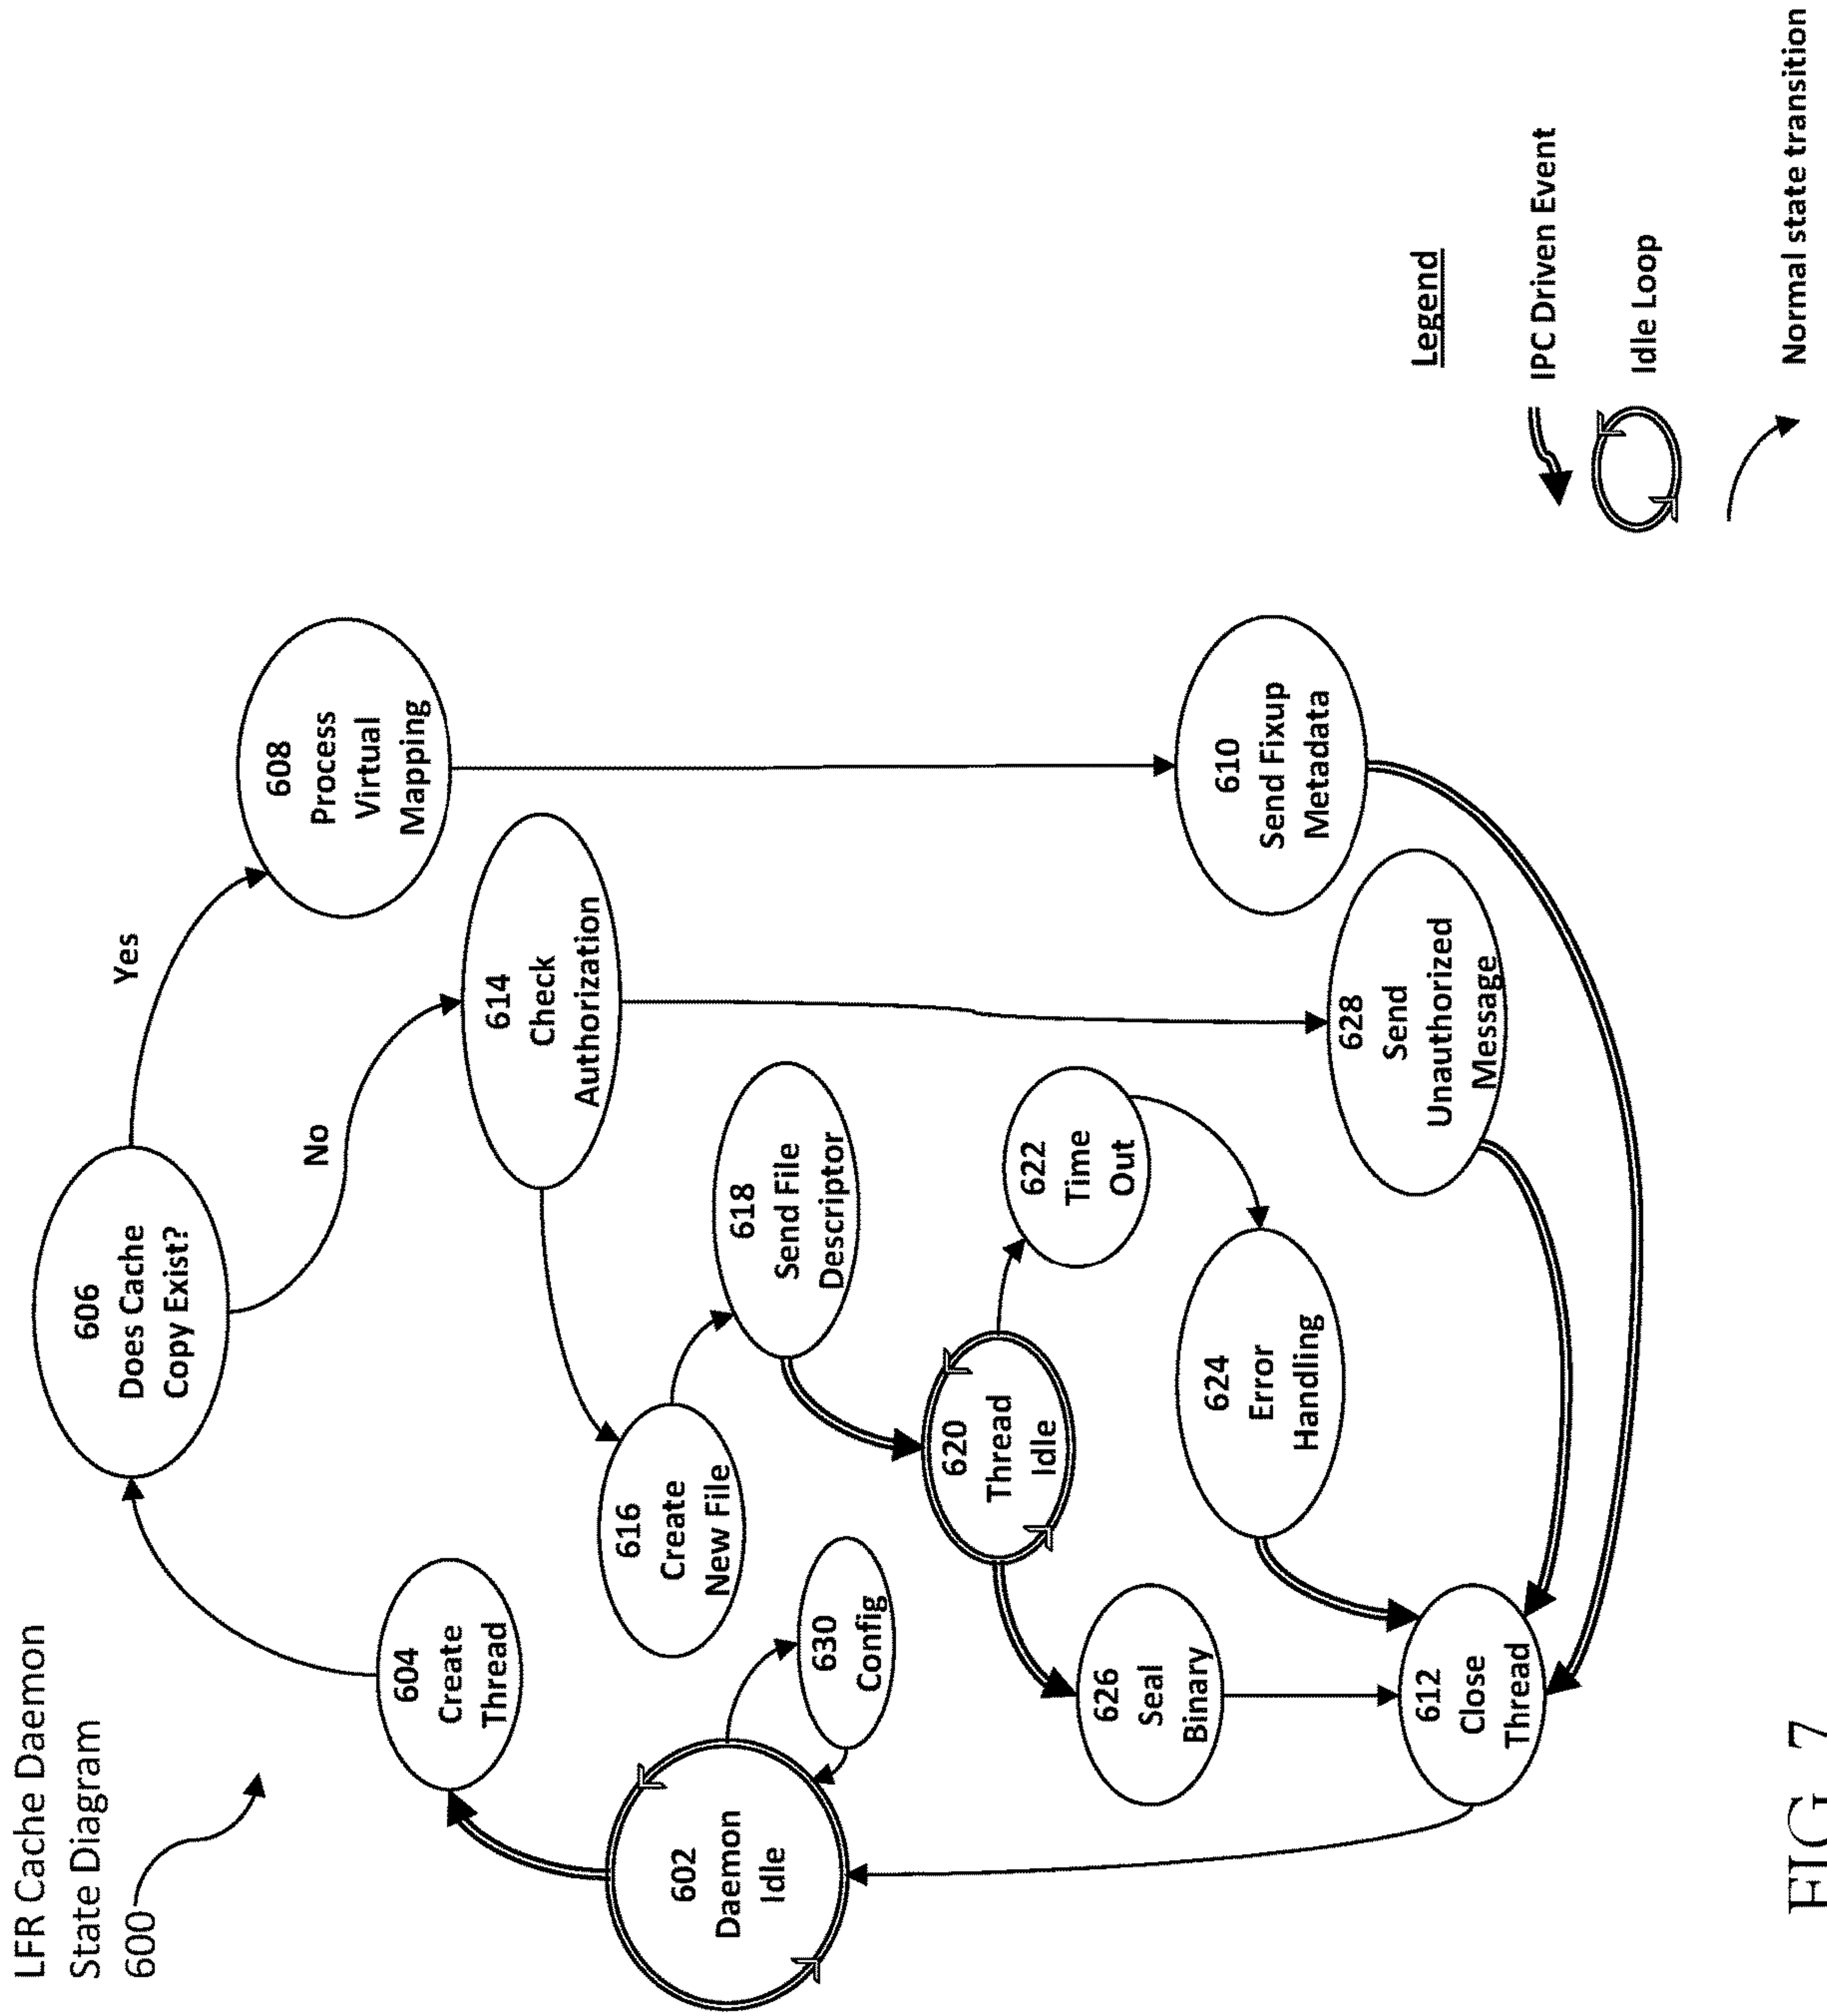 LFR Cache Daemon
State Diagram
600
606
Does Cache
Copy Exist?
Yes
No
604
Create
Thread
608
Process
Virtual
Mapping
614
Check
Authorization
616
Create
New File
618
Send File
Descriptor
602
Daemon
Idle
630
Config
620
Thread
Idle
622
Time
Out
626
Seal
Binary
624
Error
Handling
610
Send Fixup
Metadata
628
Send
Unauthorized
Message
612
Close
Thread
Legend
IPC Driven Event
Idle Loop
Normal state transition
FIG. 7